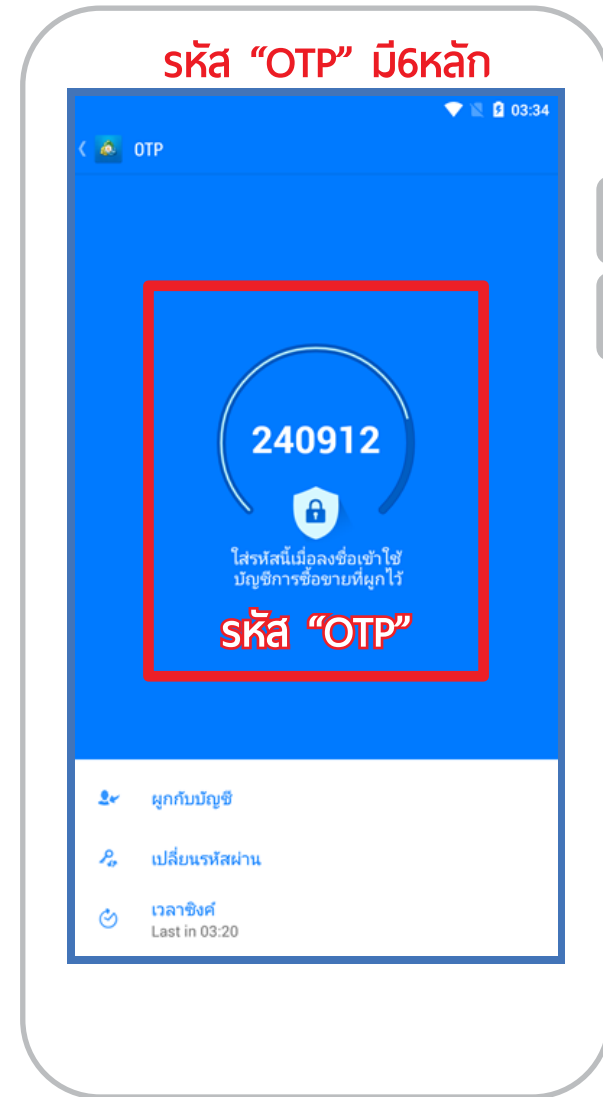 รหัส “OTP” มี6หลัก
03:34
OTP
240912
ใส่รหัสนี้เมื่อลงชื่อเข้าใช้
บัญชีการซื้อขายที่ผูกไว้
รหัส “OTP”
ผูกกับบัญชี
เปลี่ยนรหัสผ่าน
เวลาซิงค์
Last in 03:20